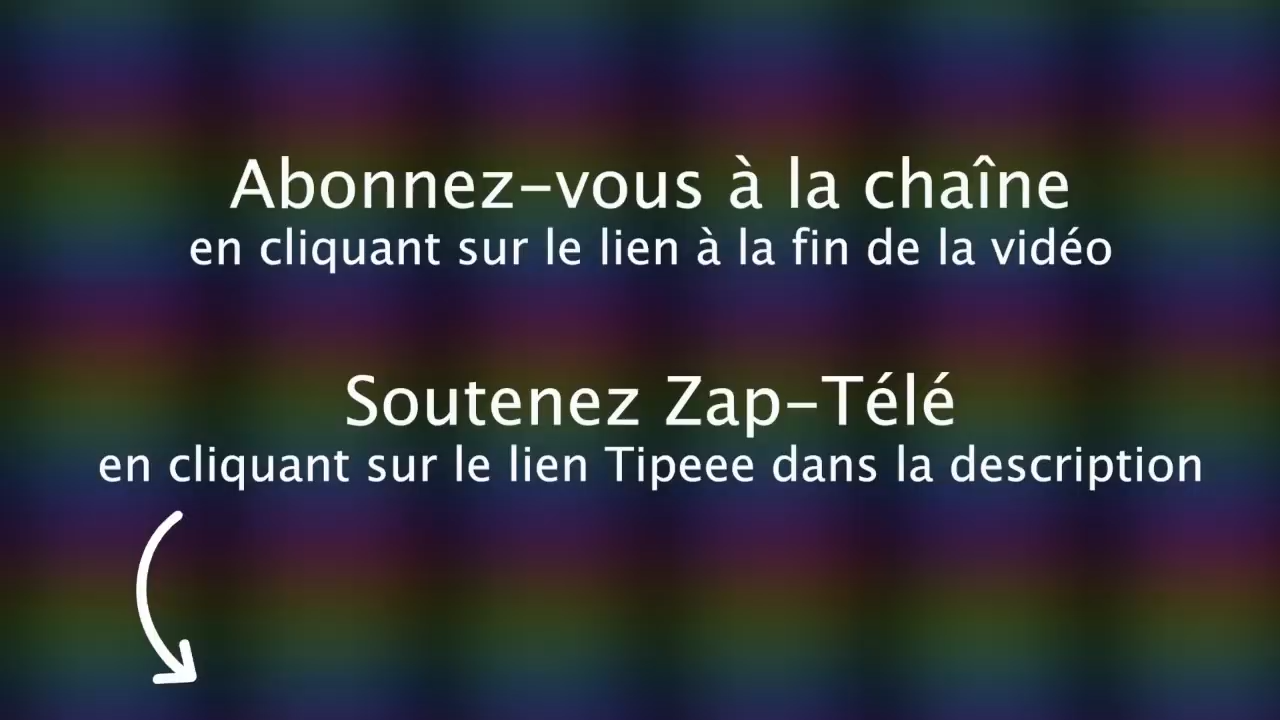 Abonnez-vous à la chaîne
en cliquant sur le lien à la fin de la vidéo
Soutenez Zap-Télé
en cliquant sur le lien Tipeee dans la description